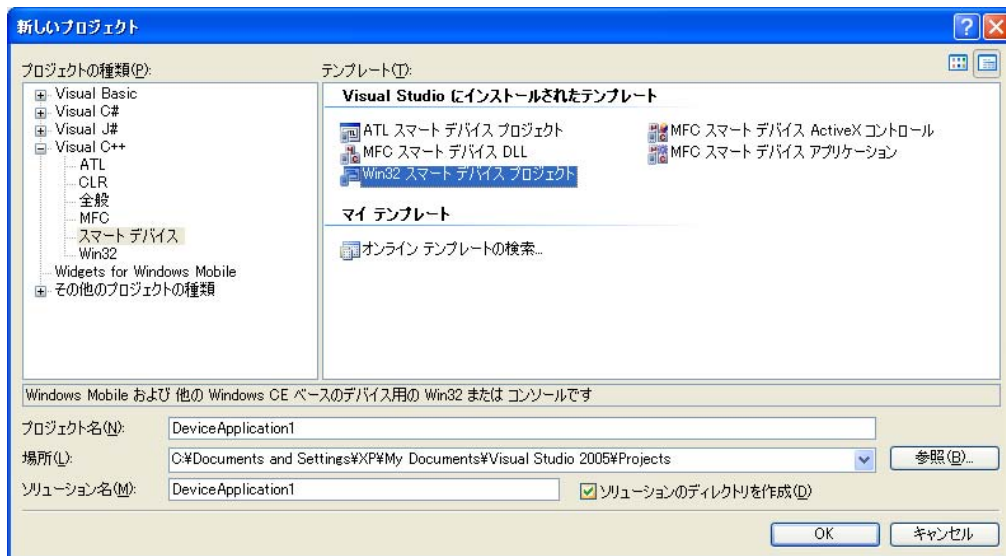 新しいプロジェクト
プロジェクトの種類(P):
Visual Basic
Visual C#
Visual J#
Visual C++
ATL
CLR
全般
MFC
スマート デバイス
Win32
Widgets for Windows Mobile
その他のプロジェクトの種類
テンプレート(T):
Visual Studio にインストールされたテンプレート
ATL スマート デバイス プロジェクト
MFC スマート デバイス ActiveX コントロール
MFC スマート デバイス DLL
MFC スマート デバイス アプリケーション
Win32 スマート デバイス プロジェクト
マイ テンプレート
オンライン テンプレートの検索...
Windows Mobile および 他の Windows CE ベースのデバイス用の Win32 または コンソールです
プロジェクト名(N): DeviceApplication1
場所(L): C:¥Documents and Settings¥XP¥My Documents¥Visual Studio 2005¥Projects 参照(B)...
ソリューション名(M): DeviceApplication1 ソリューションのディレクトリを作成(D)
OK キャンセル